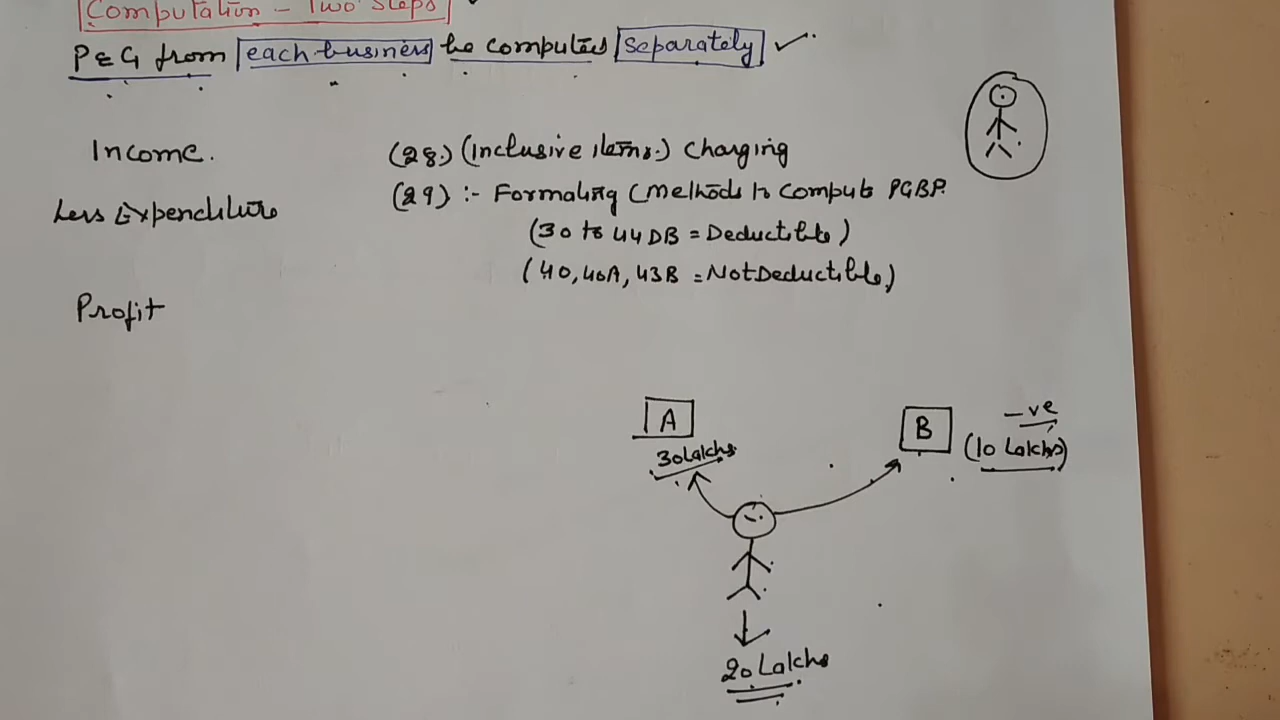 Computation - Two Steps
P & G from each business be computed separately
Income.
(28.) (Inclusive items.) Charging
Less Expenditure
(29) :- Formating (Methods to Compute PGBP.
(30 to 44DB = Deductible)
(40, 40A, 43B = Not Deductible)
Profit
A
30 Lakhs
B
-ve
(10 Lakhs)
20 Lakhs